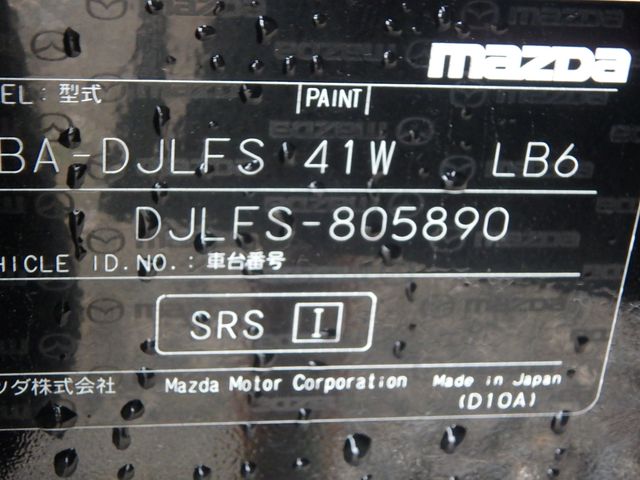 mazda
EL: 型式 PAINT
BA-DJLFS 41W LB6
DJLFS-805890
HICLE ID.NO.: 車台番号
SRS I
ツダ株式会社 Mazda Motor Corporation Made in Japan
(D10A)